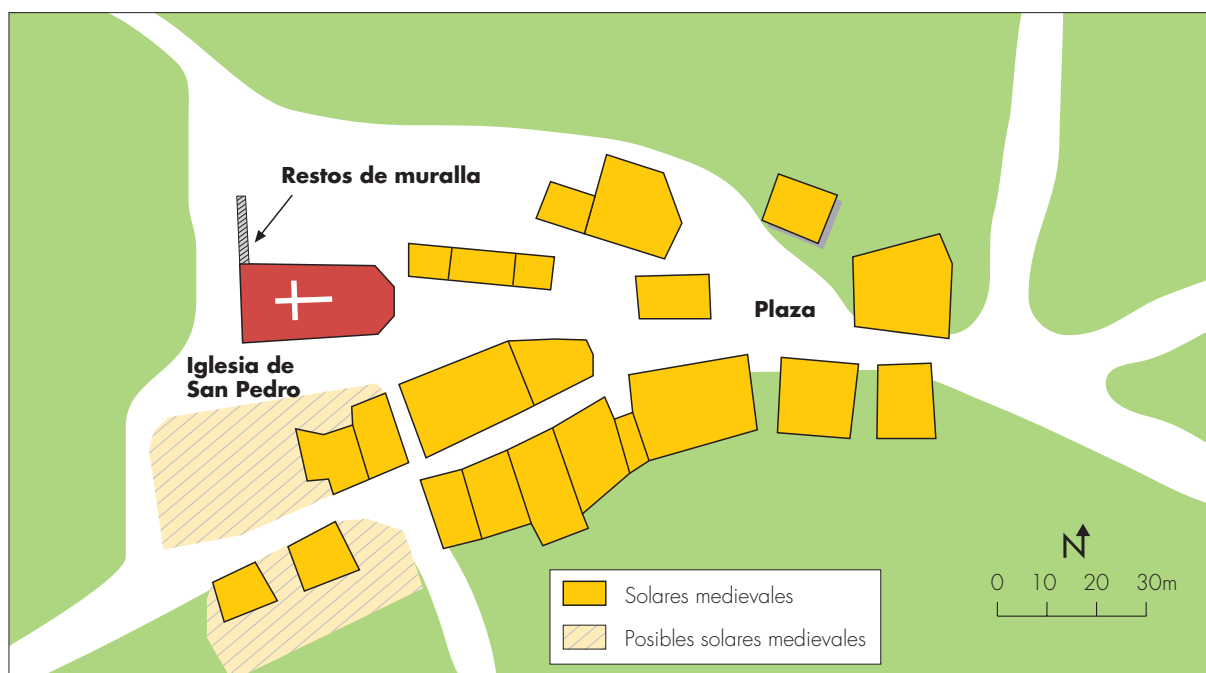 Restos de muralla
Plaza
Iglesia de
San Pedro
N
0 10 20 30m
Solares medievales
Posibles solares medievales